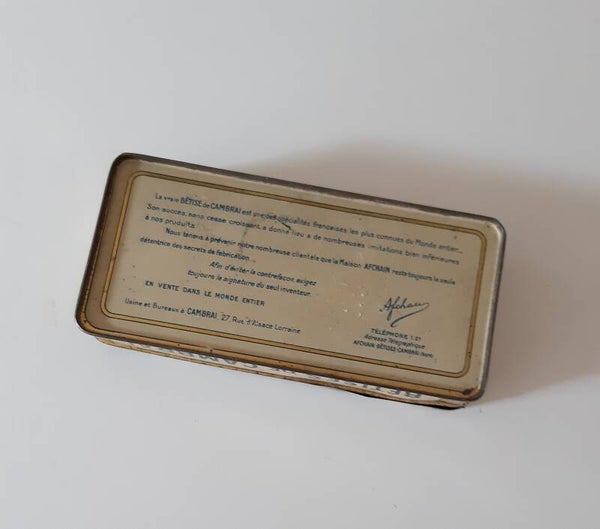 La vraie BÊTISE de CAMBRAI est une des spécialités françaises les plus connues du Monde entier.
Son succès, sans cesse croissant, a donné lieu à de nombreuses imitations bien inférieures
à nos produits.
Nous tenons à prévenir notre nombreuse clientèle que la Maison AFCHAIN reste toujours la seule
détentrice des secrets de fabrication.
Afin d'éviter la contrefaçon exigez
toujours la signature du seul inventeur.
EN VENTE DANS LE MONDE ENTIER
Usine et Bureaux à CAMBRAI, 27, Rue d'Alsace Lorraine
Afchain
TÉLÉPHONE 1.21
Adresse Télégraphique
AFCHAIN-BÊTISES-CAMBRAI (Nord)